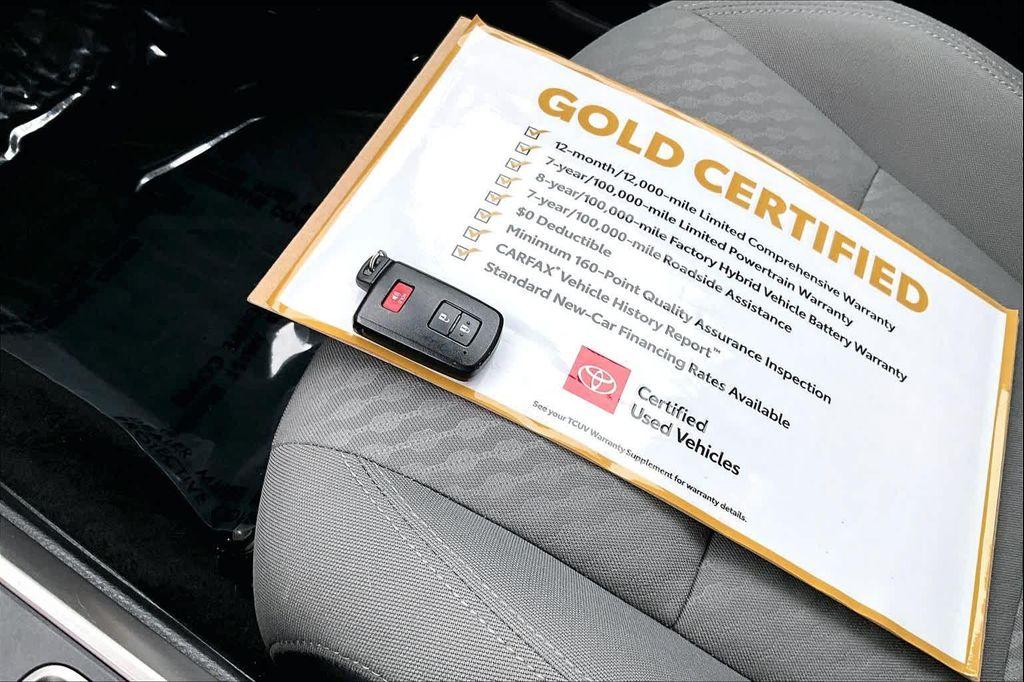 GOLD CERTIFIED
12-month/12,000-mile Limited Comprehensive Warranty
7-year/100,000-mile Limited Powertrain Warranty
8-year/100,000-mile Factory Hybrid Vehicle Battery Warranty
7-year/100,000-mile Roadside Assistance
$0 Deductible
Minimum 160-Point Quality Assurance Inspection
CARFAX® Vehicle History Report™
Standard New-Car Financing Rates Available
Certified
Used Vehicles
See your TCUV Warranty Supplement for warranty details.